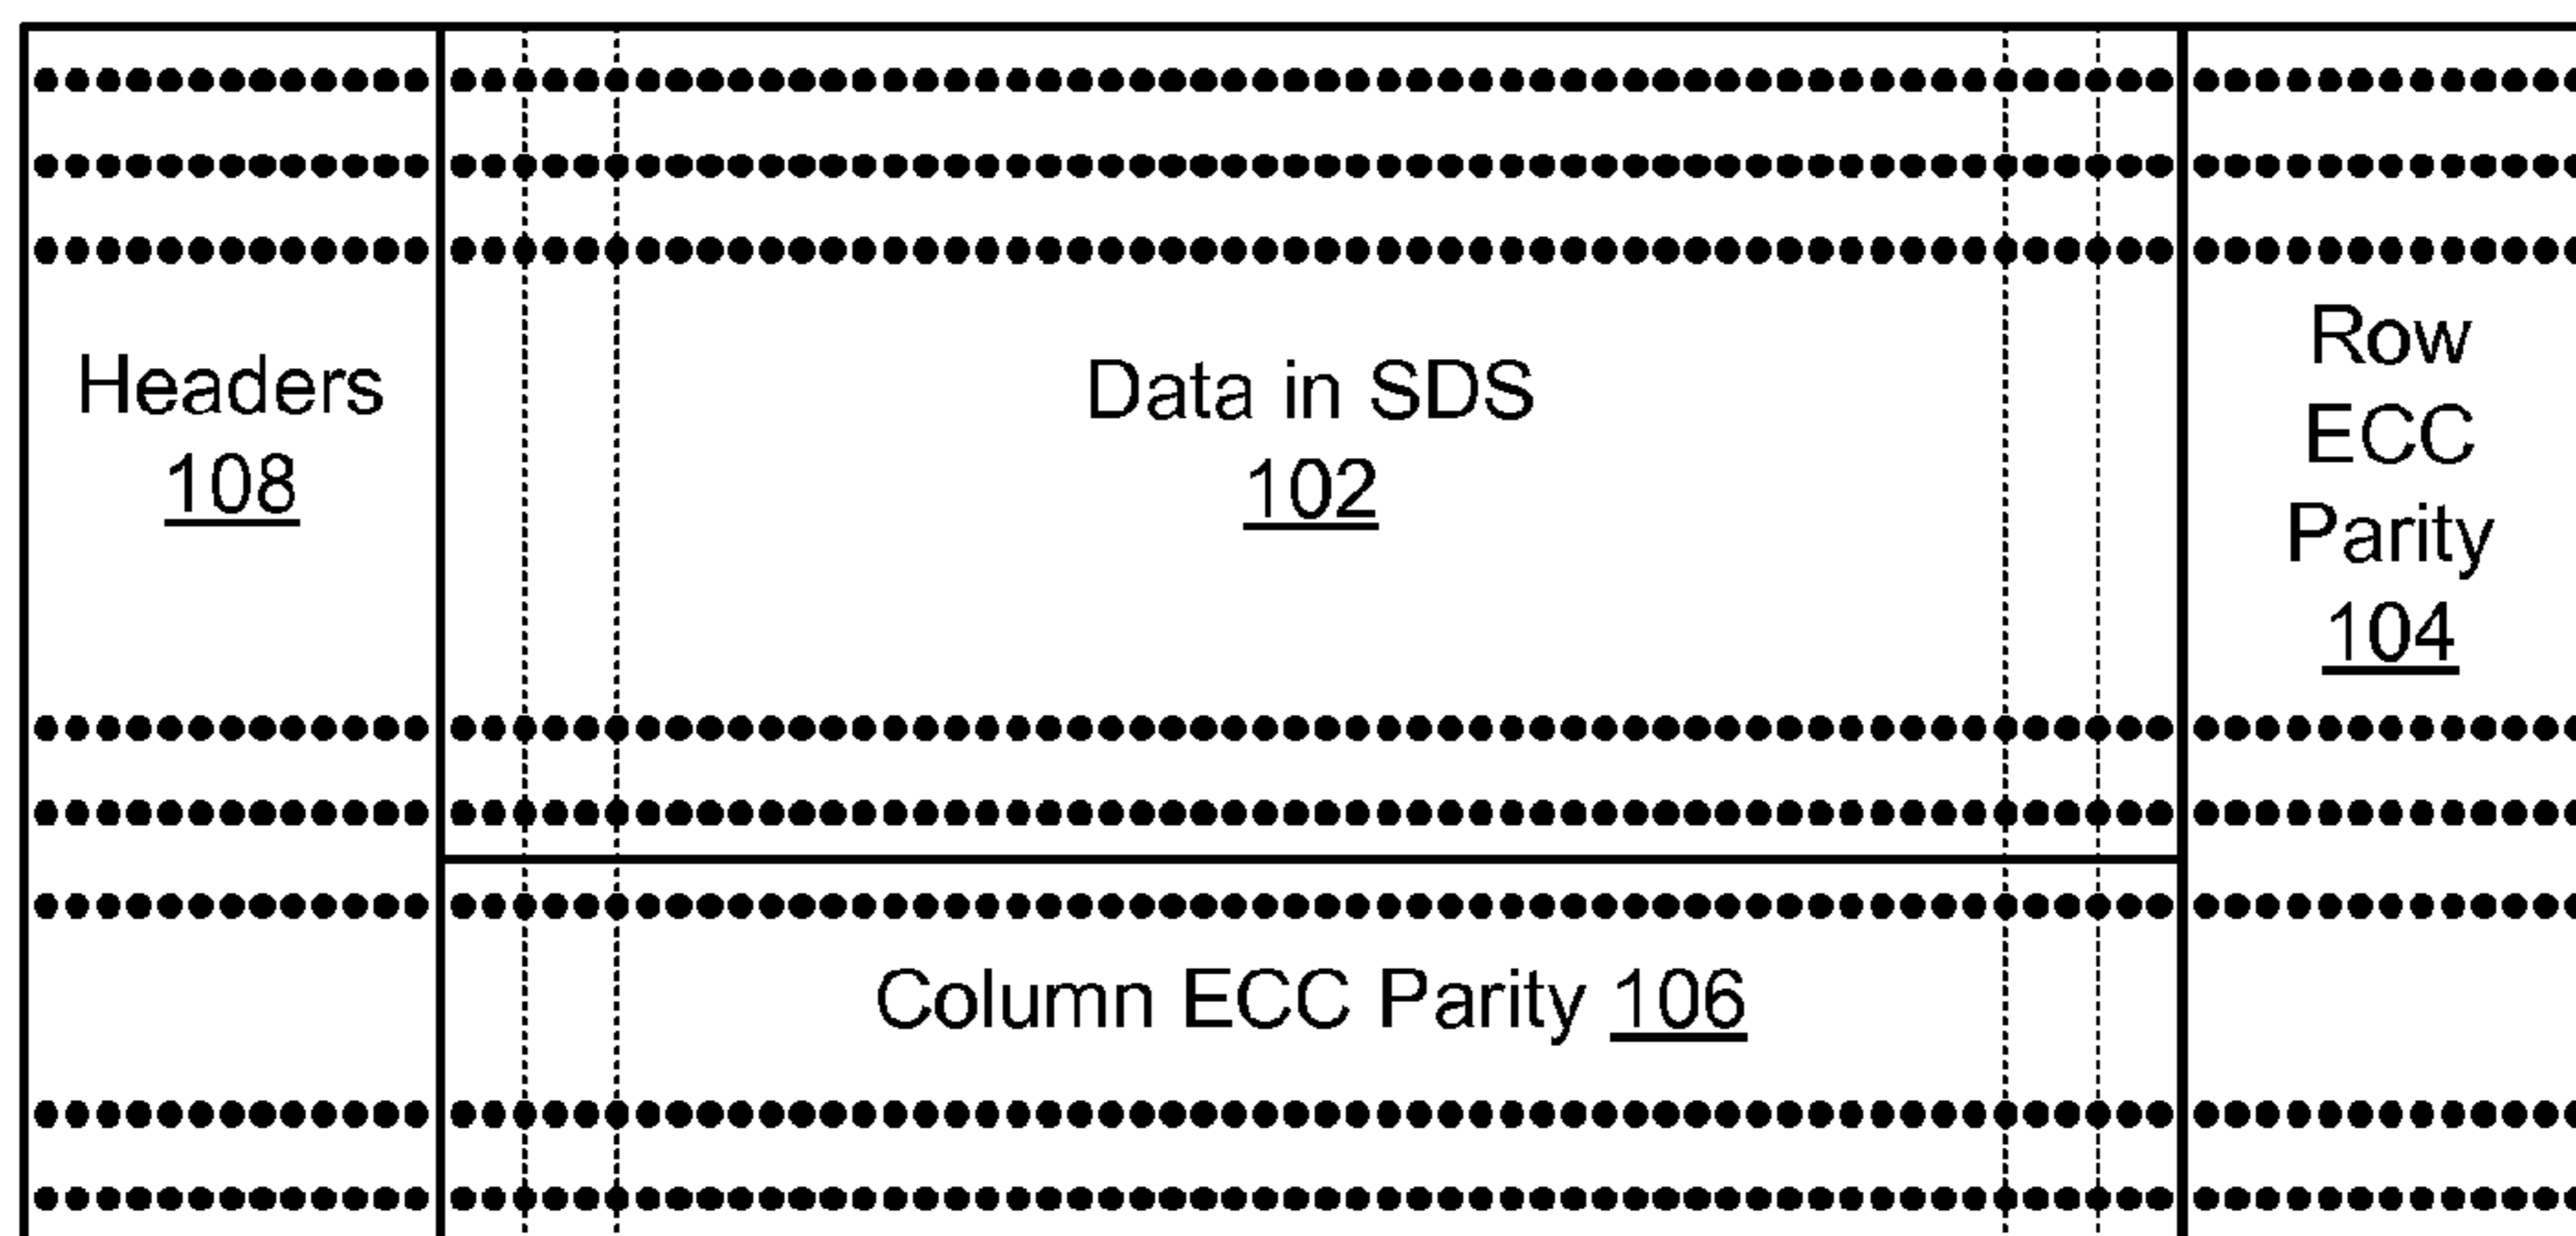 Headers
108
Data in SDS
102
Row
ECC
Parity
104
Column ECC Parity 106